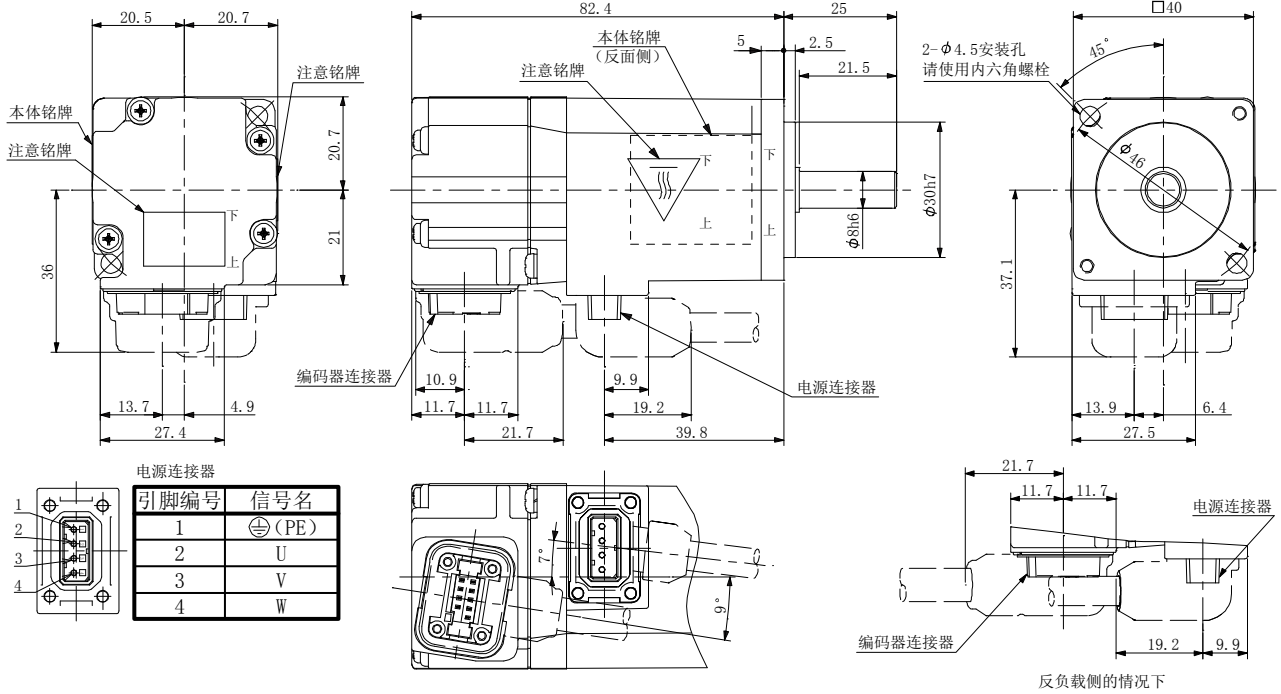 20.5
20.7
注意铭牌
本体铭牌
注意铭牌
下
上
20.7
21
36
13.7
4.9
27.4
82.4
25
本体铭牌
(反面侧)
注意铭牌
5
2.5
21.5
下
上
下
上
ϕ8h6
ϕ30h7
编码器连接器
电源连接器
10.9
9.9
11.7
11.7
19.2
21.7
39.8
□40
2-ϕ4.5安装孔
请使用内六角螺栓
45°
ϕ46
37.1
13.9
6.4
27.5
电源连接器
1
2
3
4
引脚编号 信号名
1 (PE)
2 U
3 V
4 W
7°
9°
21.7
11.7
11.7
电源连接器
编码器连接器
19.2
9.9
反负载侧的情况下